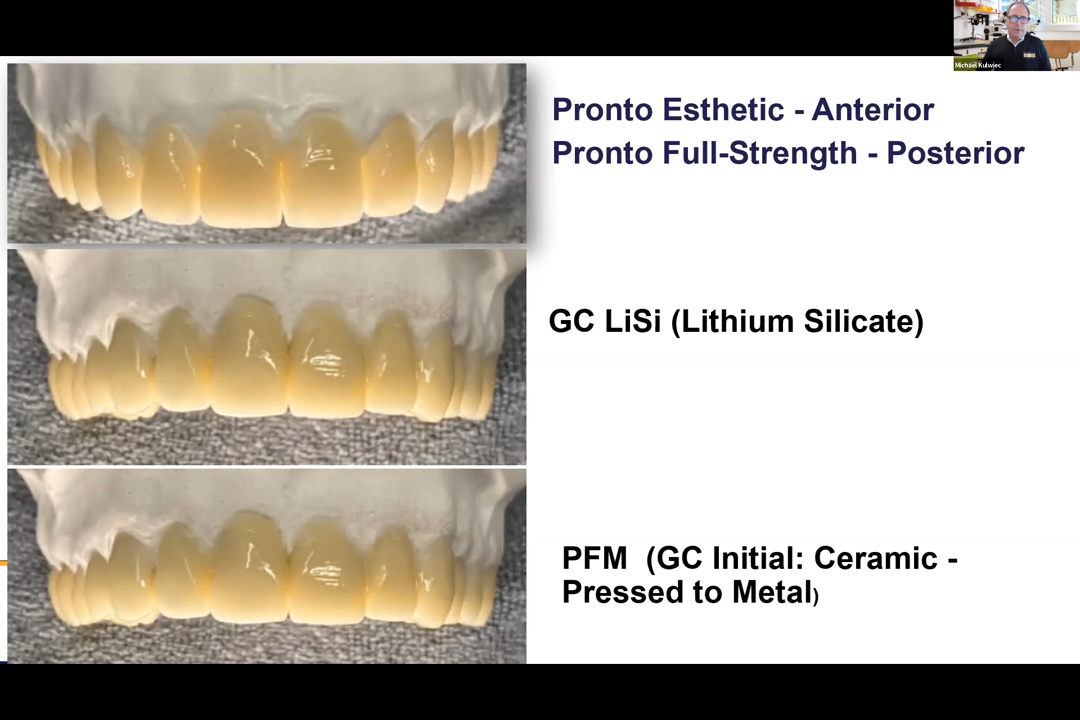 Michael Kulwiec
Pronto Esthetic - Anterior
Pronto Full-Strength - Posterior
GC LiSi (Lithium Silicate)
PFM (GC Initial: Ceramic -
Pressed to Metal)